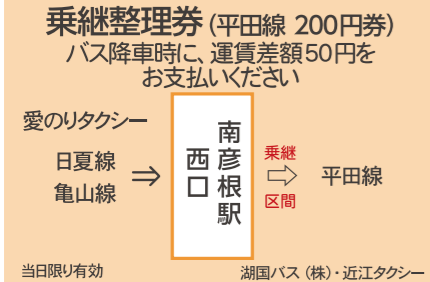 乗継整理券（平田線 200円券）
バス降車時に、運賃差額50円を
お支払いください
愛のりタクシー
日夏線
亀山線
⇒
南彦根駅
西口
乗継
区間
平田線
当日限り有効
湖国バス（株）・近江タクシー